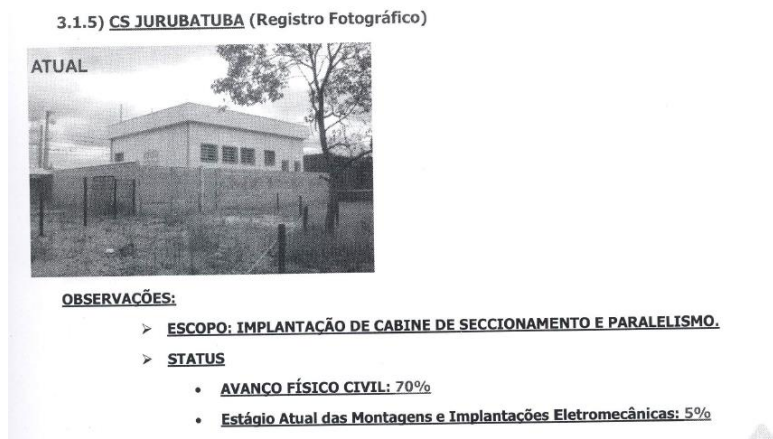 3.1.5) CS JURUBATUBA (Registro Fotográfico)
ATUAL
OBSERVAÇÕES:
➢ ESCOPO: IMPLANTAÇÃO DE CABINE DE SECCIONAMENTO E PARALELISMO.
➢ STATUS
• AVANÇO FÍSICO CIVIL: 70%
• Estágio Atual das Montagens e Implantações Eletromecânicas: 5%